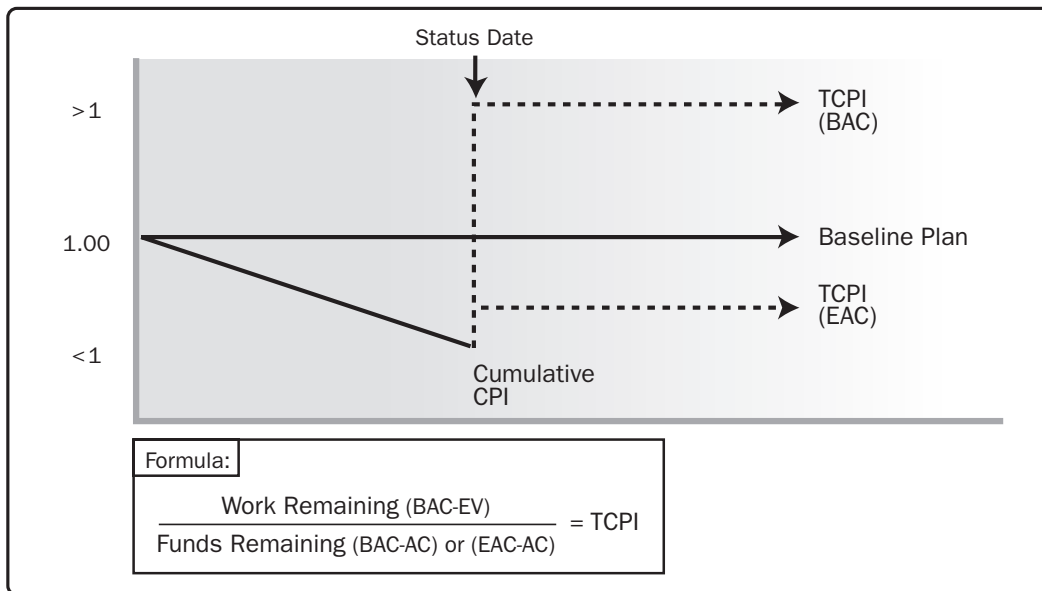 Status Date
>1
TCPI
(BAC)
1.00
Baseline Plan
TCPI
(EAC)
<1
Cumulative
CPI
Formula:
Work Remaining (BAC-EV)
Funds Remaining (BAC-AC) or (EAC-AC)
= TCPI